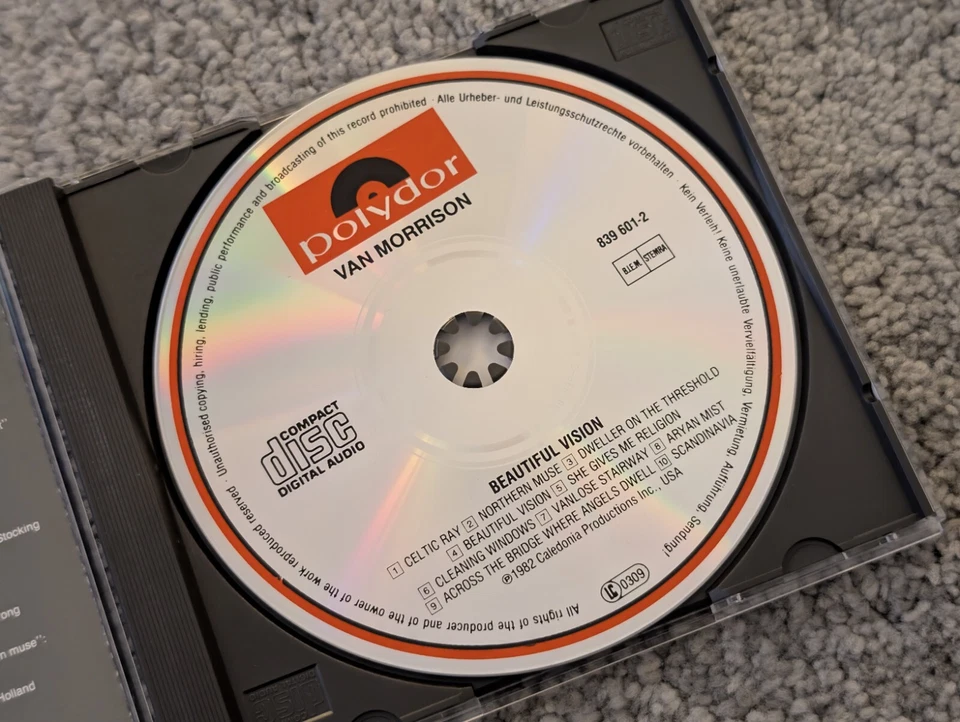 polydor
VAN MORRISON
839 601-2
B.I.E.M. STEMRA
COMPACT
disc
DIGITAL AUDIO
BEAUTIFUL VISION
1 CELTIC RAY 2 NORTHERN MUSE 3 DWELLER ON THE THRESHOLD
4 BEAUTIFUL VISION 5 SHE GIVES ME RELIGION
6 CLEANING WINDOWS 7 VANLOSE STAIRWAY 8 ARYAN MIST
9 ACROSS THE BRIDGE WHERE ANGELS DWELL 10 SCANDINAVIA
℗1982 Caledonia Productions Inc., USA
LC 0309
All rights of the producer and of the owner of the work reproduced reserved · Unauthorised copying, hiring, lending, public performance and broadcasting of this record prohibited · Alle Urheber- und Leistungsschutzrechte vorbehalten · Kein Verleih! Keine unerlaubte Vervielfältigung, Vermietung, Aufführung, Sendung!
Stocking
muse":
Holland